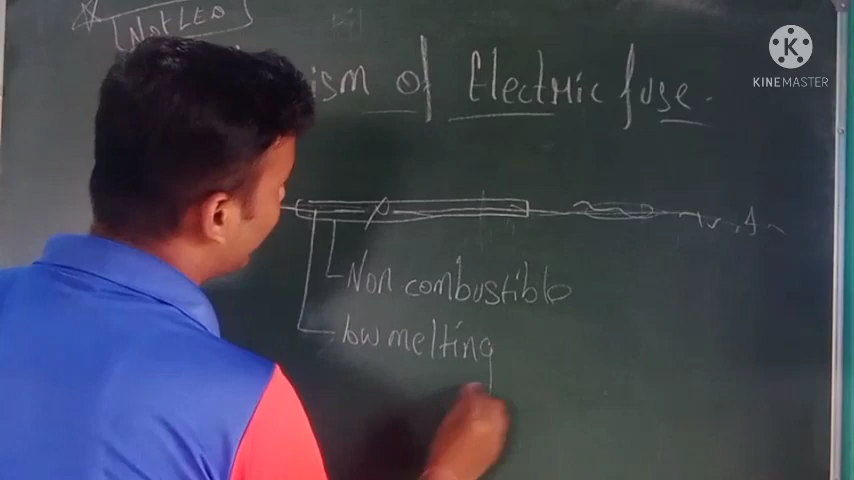 Not LED
ism of Electric fuse.
K
KINEMASTER
Non combustible
low melting